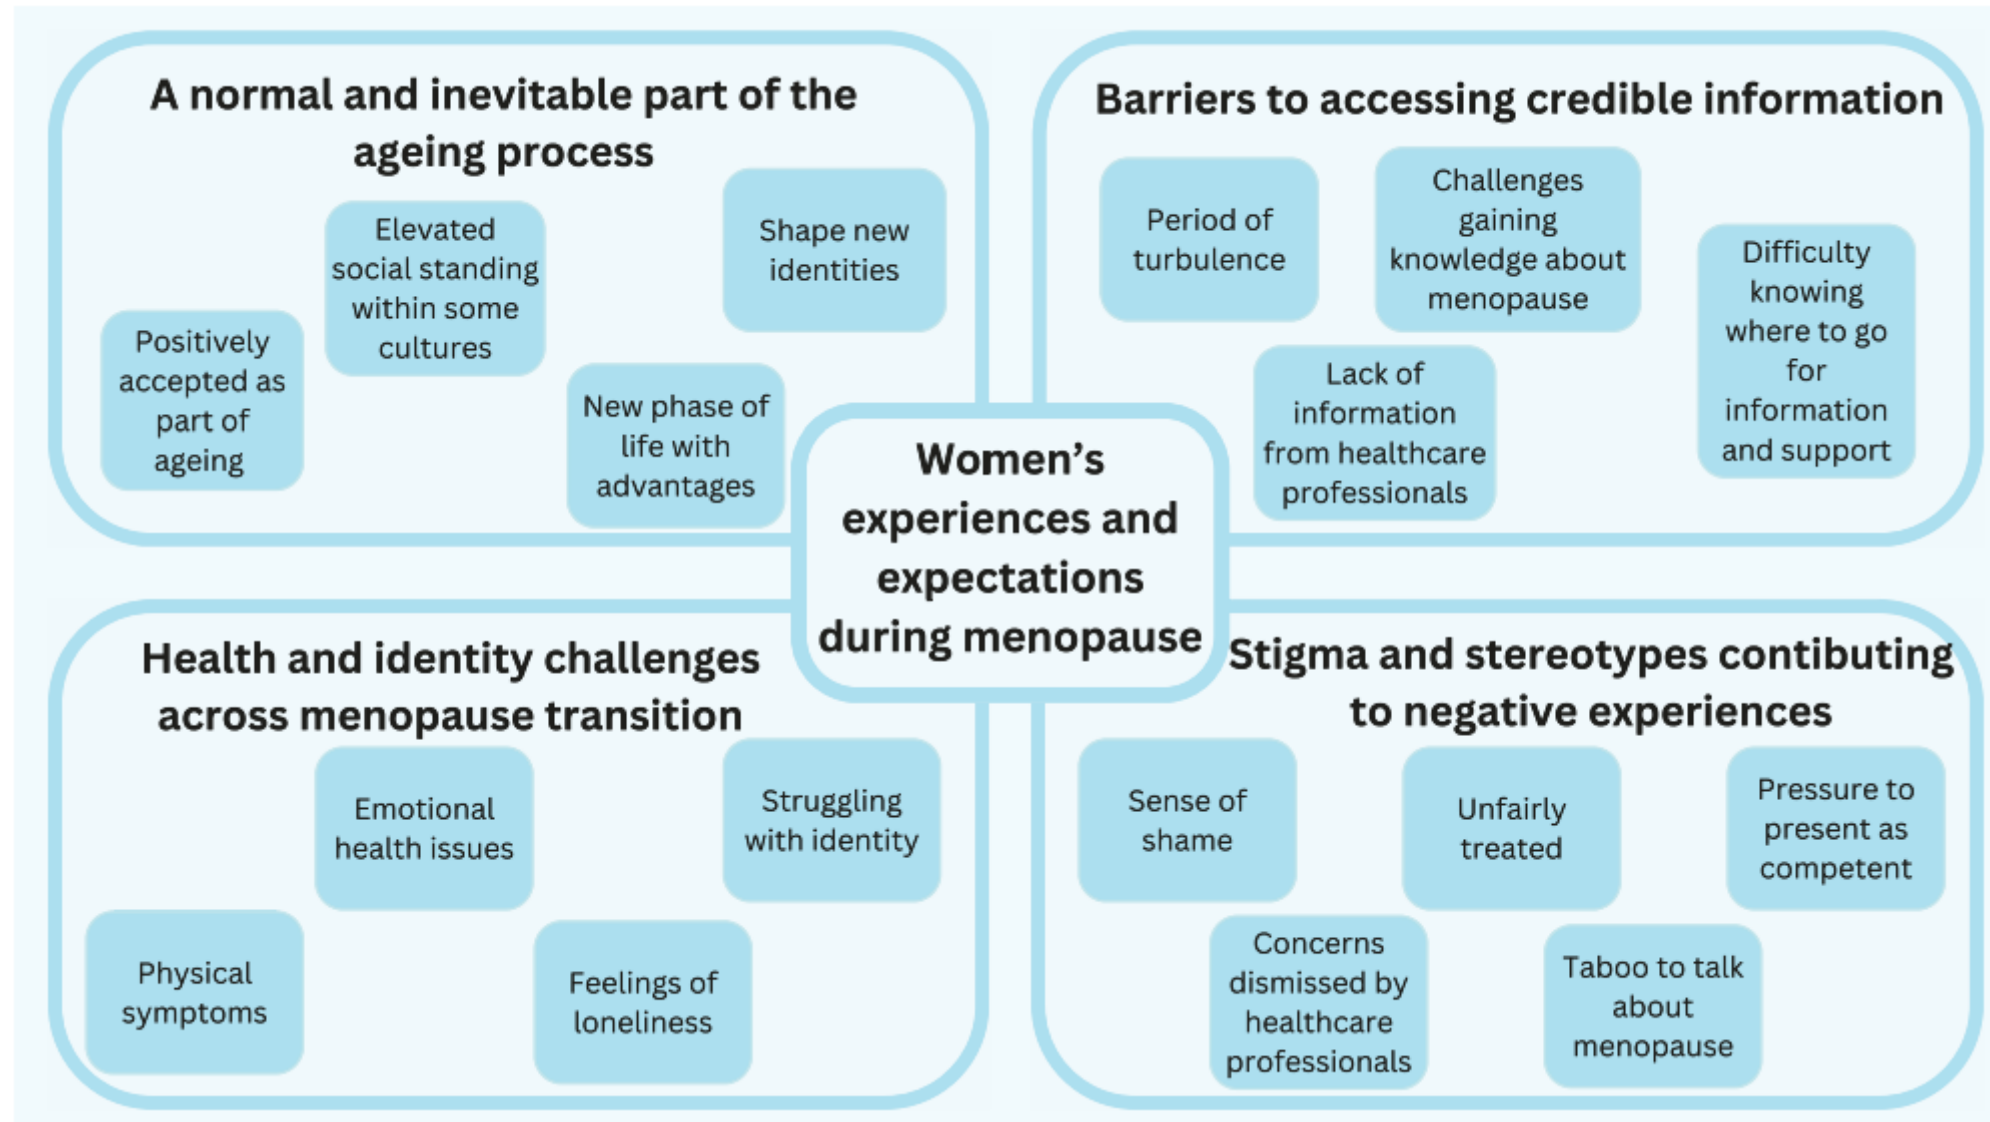 A normal and inevitable part of the
ageing process
Positively
accepted as
part of
ageing
Elevated
social standing
within some
cultures
New phase of
life with
advantages
Shape new
identities
Barriers to accessing credible information
Period of
turbulence
Challenges
gaining
knowledge about
menopause
Lack of
information
from healthcare
professionals
Difficulty
knowing
where to go
for
information
and support
Women’s
experiences and
expectations
during menopause
Health and identity challenges
across menopause transition
Physical
symptoms
Emotional
health issues
Feelings of
loneliness
Struggling
with identity
Stigma and stereotypes contibuting
to negative experiences
Sense of
shame
Unfairly
treated
Pressure to
present as
competent
Concerns
dismissed by
healthcare
professionals
Taboo to talk
about
menopause